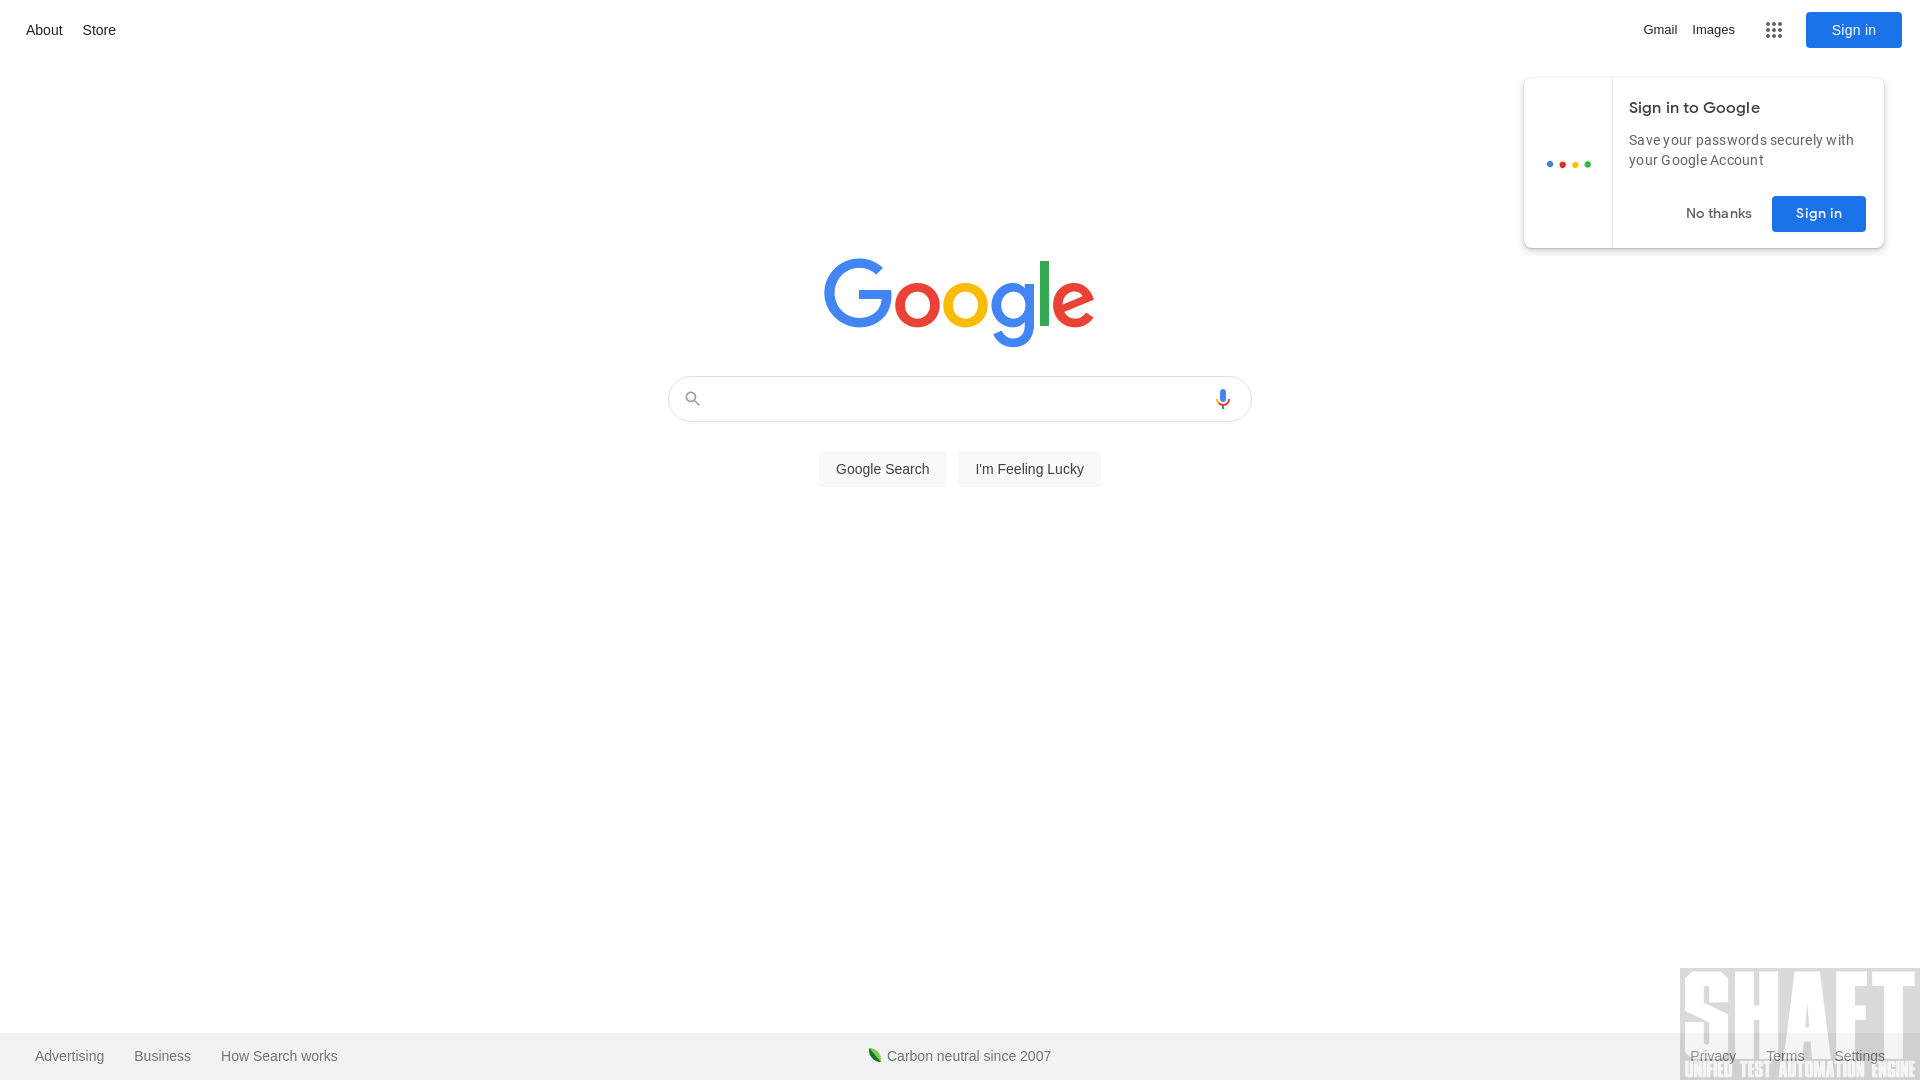 About Store
Gmail Images Sign in
Sign in to Google
Save your passwords securely with
your Google Account
No thanks Sign in
Google
Google Search I'm Feeling Lucky
SHAFT
Advertising Business How Search works Carbon neutral since 2007 Privacy Terms Settings
UNIFIED TEST AUTOMATION ENGINE